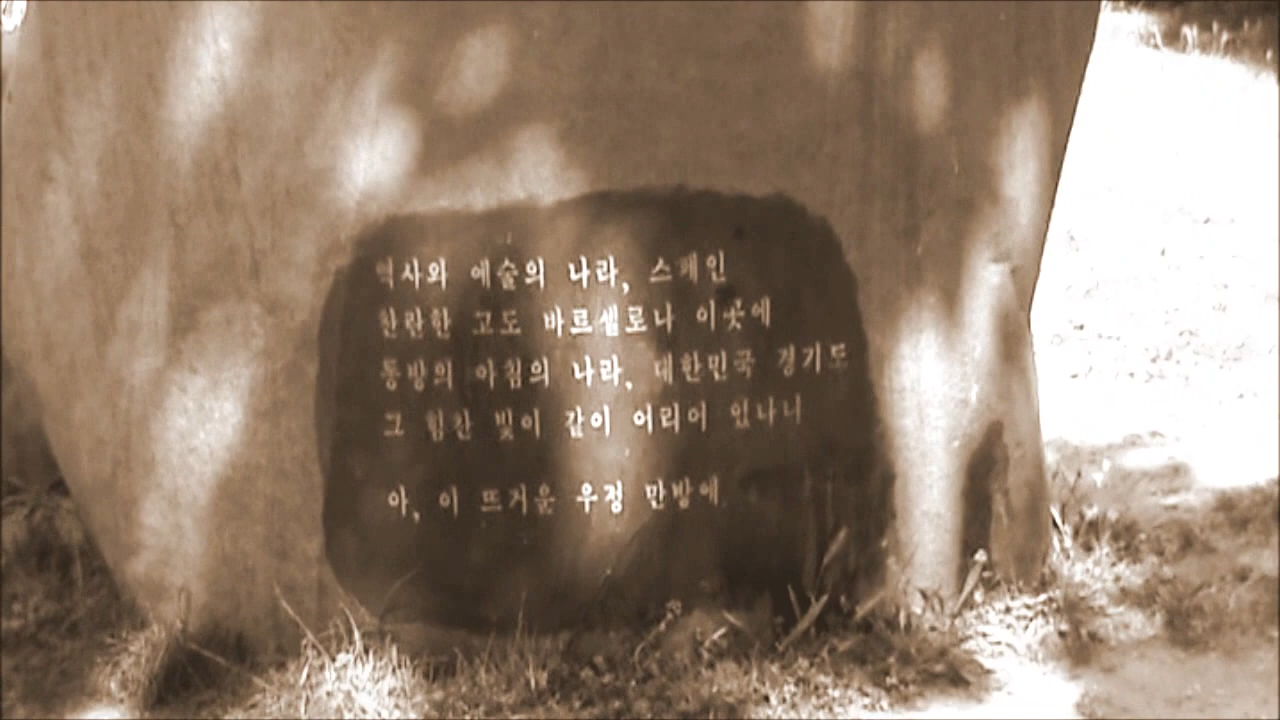 역사와 예술의 나라, 스페인
찬란한 고도 바르셀로나 이곳에
동방의 아침의 나라, 대한민국 경기도
그 힘찬 빛이 같이 어리어 있나니
아, 이 뜨거운 우정 만방에